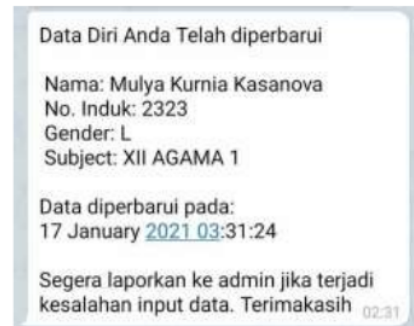 Data Diri Anda Telah diperbarui
Nama: Mulya Kurnia Kasanova
No. Induk: 2323
Gender: L
Subject: XII AGAMA 1
Data diperbarui pada:
17 January 2021 03:31:24
Segera laporkan ke admin jika terjadi
kesalahan input data. Terimakasih 02:31